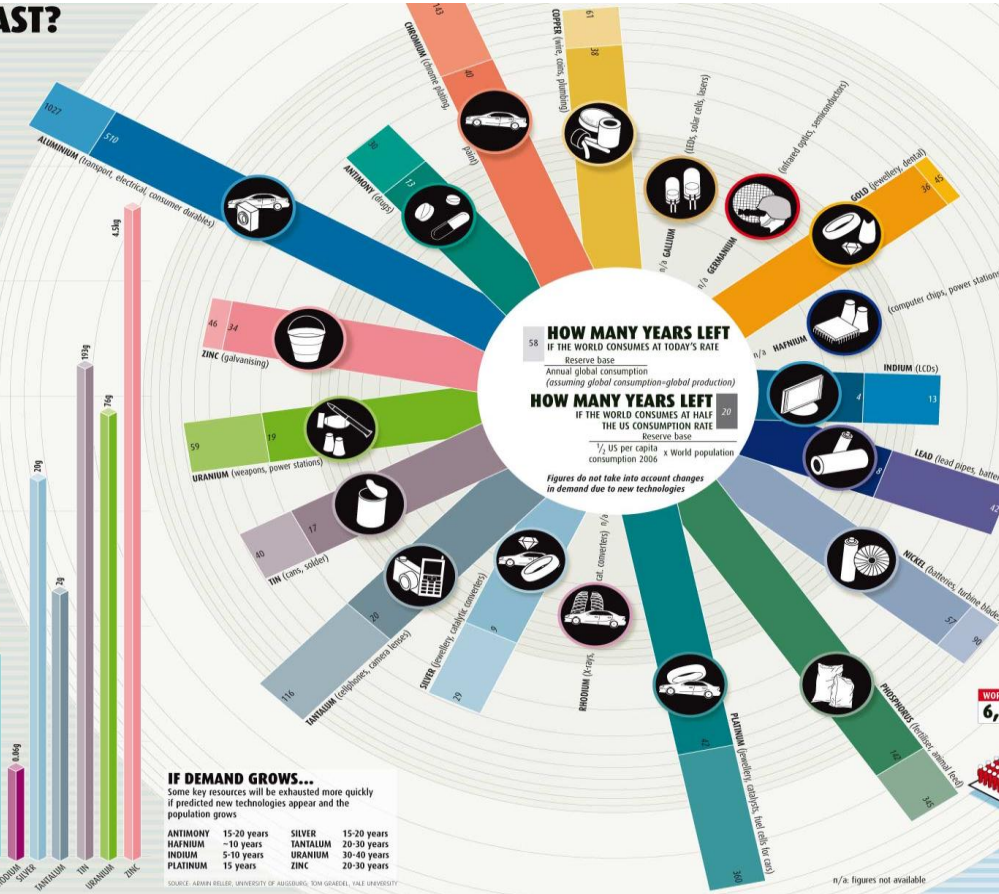 AST?
143
CHROMIUM (chrome plating, paint)
40
COPPER (wire, coins, plumbing)
61
38
1027
510
ALUMINIUM (transport, electrical, consumer durables)
30
13
ANTIMONY (drugs)
(LEDs, solar cells, lasers)
n/a GALLIUM
(infrared optics, semiconductors)
n/a GERMANIUM
GOLD (jewellery, dental)
36
45
(computer chips, power stations
n/a HAFNIUM
INDIUM (LCDs)
4
13
LEAD (lead pipes, batte
8
42
NICKEL (batteries, turbine blade
57
90
PHOSPHORUS (fertiliser, animal feed)
142
345
PLATINUM (jewellery, catalysts, fuel cells for cars)
42
360
RHODIUM (X-rays, cat. converters) n/a
SILVER (jewellery, catalytic converters)
9
29
TANTALUM (cellphones, camera lenses)
20
116
TIN (cans, solder)
17
40
URANIUM (weapons, power stations)
19
59
ZINC (galvanising)
34
46
58
HOW MANY YEARS LEFT
IF THE WORLD CONSUMES AT TODAY'S RATE
Reserve base
Annual global consumption
(assuming global consumption=global production)
HOW MANY YEARS LEFT
IF THE WORLD CONSUMES AT HALF
THE US CONSUMPTION RATE
20
Reserve base
1/2 US per capita
consumption 2006
x World population
Figures do not take into account changes
in demand due to new technologies
0.06g
20g
2g
193g
76g
4.5kg
ODIUM
SILVER
TANTALUM
TIN
URANIUM
ZINC
IF DEMAND GROWS...
Some key resources will be exhausted more quickly
if predicted new technologies appear and the
population grows
ANTIMONY 15-20 years SILVER 15-20 years
HAFNIUM ~10 years TANTALUM 20-30 years
INDIUM 5-10 years URANIUM 30-40 years
PLATINUM 15 years ZINC 20-30 years
SOURCE: ARMIN RELLER, UNIVERSITY OF AUGSBURG; TOM GRAEDEL, YALE UNIVERSITY
WOR
6,
n/a: figures not available